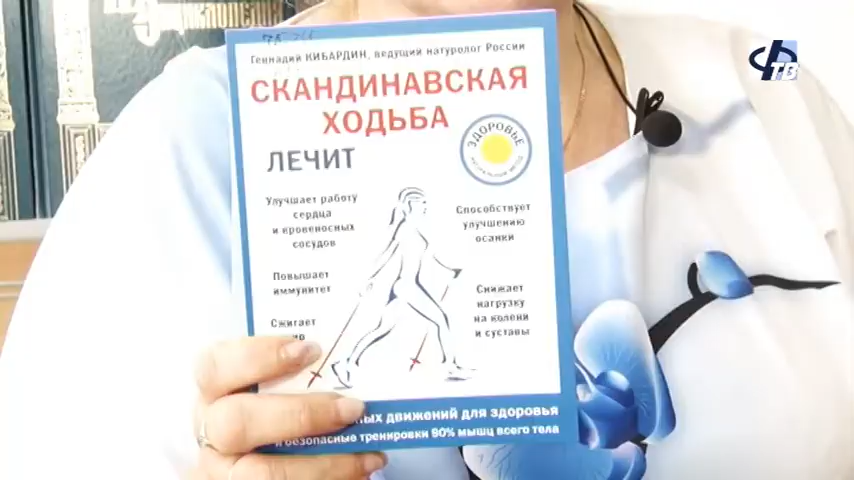 Энциклопедия
Геннадий КИБАРДИН, ведущий натуролог России
СКАНДИНАВСКАЯ
ХОДЬБА
ЛЕЧИТ
ЗДОРОВЬЕ
Улучшает работу
сердца
и кровеносных
сосудов
Способствует
улучшению
осанки
Повышает
иммунитет
Снижает
нагрузку
на колени
и суставы
Сжигает
движений для здоровья
и безопасные тренировки 90% мышц всего тела
ТВ